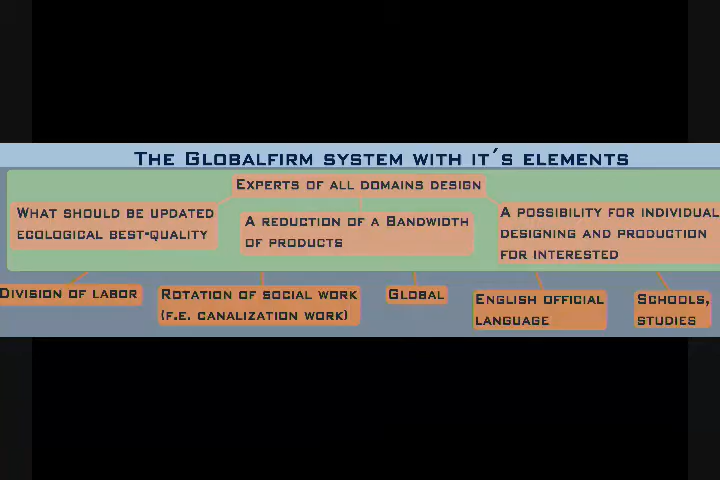 The Globalfirm system with it´s elements
Experts of all domains design
What should be updated
ecological best-quality
A reduction of a Bandwidth
of products
A possibility for individual
designing and production
for interested
Division of labor
Rotation of social work
(f.e. canalization work)
Global
English official
language
Schools,
studies